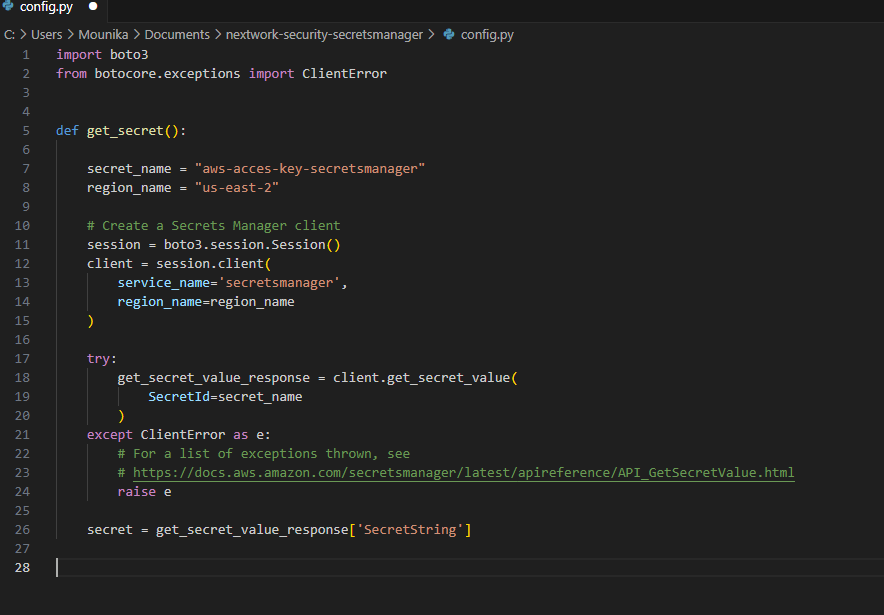 config.py
C: > Users > Mounika > Documents > nextwork-security-secretsmanager > config.py
1 import boto3
2 from botocore.exceptions import ClientError
3
4
5 def get_secret():
6
7     secret_name = "aws-acces-key-secretsmanager"
8     region_name = "us-east-2"
9
10     # Create a Secrets Manager client
11     session = boto3.session.Session()
12     client = session.client(
13         service_name='secretsmanager',
14         region_name=region_name
15     )
16
17     try:
18         get_secret_value_response = client.get_secret_value(
19             SecretId=secret_name
20         )
21     except ClientError as e:
22         # For a list of exceptions thrown, see
23         # https://docs.aws.amazon.com/secretsmanager/latest/apireference/API_GetSecretValue.html
24         raise e
25
26     secret = get_secret_value_response['SecretString']
27
28